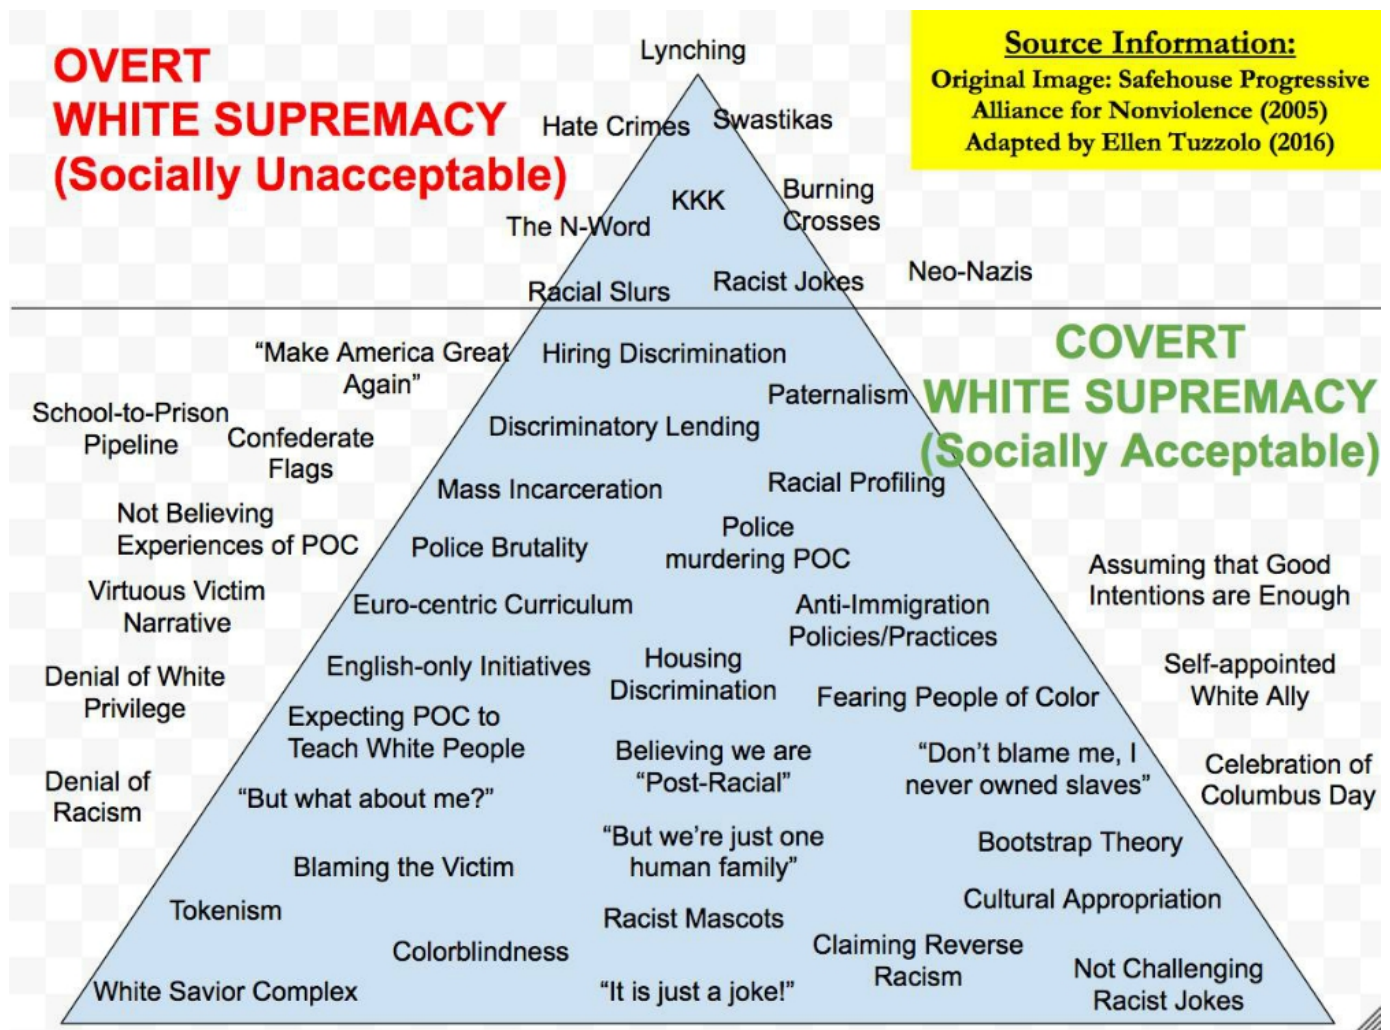 OVERT
WHITE SUPREMACY
(Socially Unacceptable)
Source Information:
Original Image: Safehouse Progressive
Alliance for Nonviolence (2005)
Adapted by Ellen Tuzzolo (2016)
Lynching
Hate Crimes
Swastikas
KKK
Burning
Crosses
The N-Word
Neo-Nazis
Racial Slurs
Racist Jokes
COVERT
WHITE SUPREMACY
(Socially Acceptable)
“Make America Great
Again”
Hiring Discrimination
Paternalism
School-to-Prison
Pipeline
Confederate
Flags
Discriminatory Lending
Mass Incarceration
Racial Profiling
Not Believing
Experiences of POC
Police Brutality
Police
murdering POC
Assuming that Good
Intentions are Enough
Virtuous Victim
Narrative
Euro-centric Curriculum
Anti-Immigration
Policies/Practices
Denial of White
Privilege
English-only Initiatives
Housing
Discrimination
Fearing People of Color
Self-appointed
White Ally
Expecting POC to
Teach White People
Believing we are
“Post-Racial”
“Don’t blame me, I
never owned slaves”
Celebration of
Columbus Day
Denial of
Racism
“But what about me?”
“But we’re just one
human family”
Bootstrap Theory
Blaming the Victim
Cultural Appropriation
Tokenism
Racist Mascots
Colorblindness
Claiming Reverse
Racism
Not Challenging
Racist Jokes
White Savior Complex
“It is just a joke!”